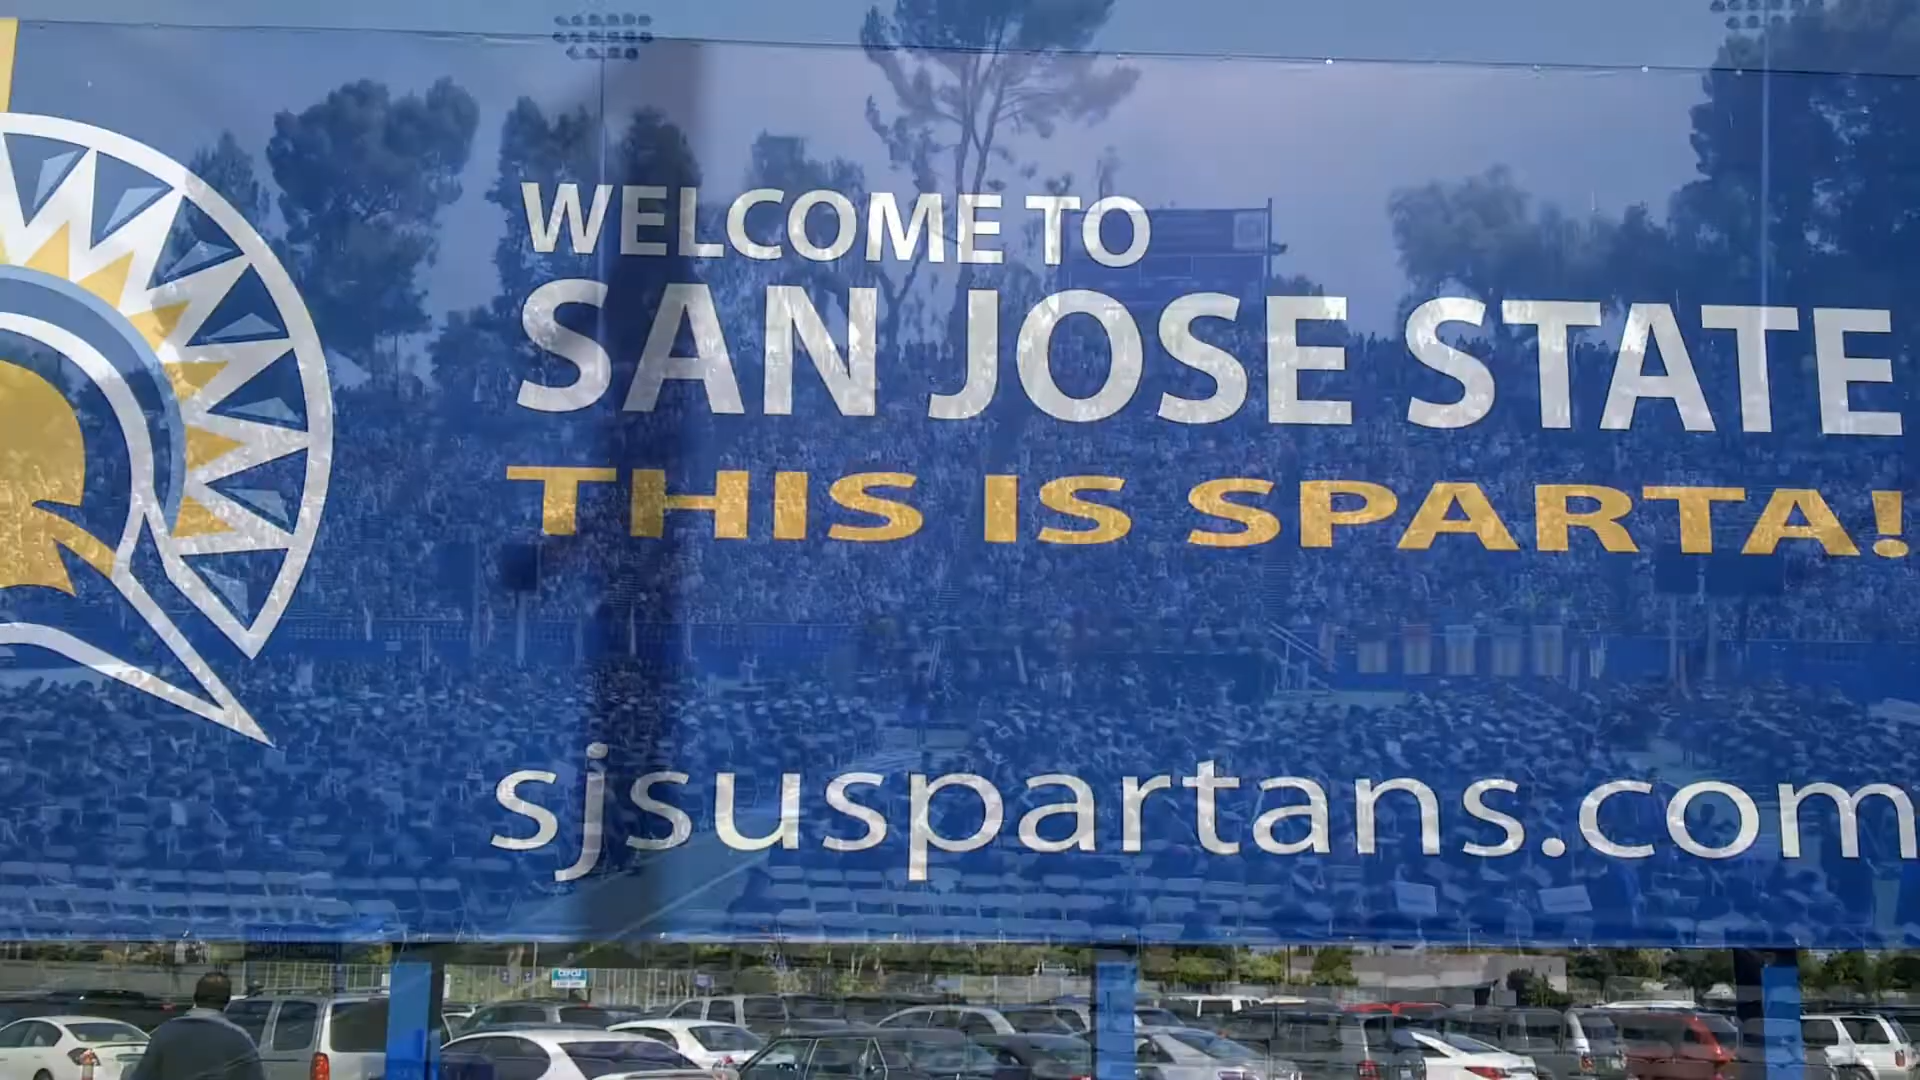 WELCOME TO
SAN JOSE STATE
THIS IS SPARTA!
sjsuspartans.com